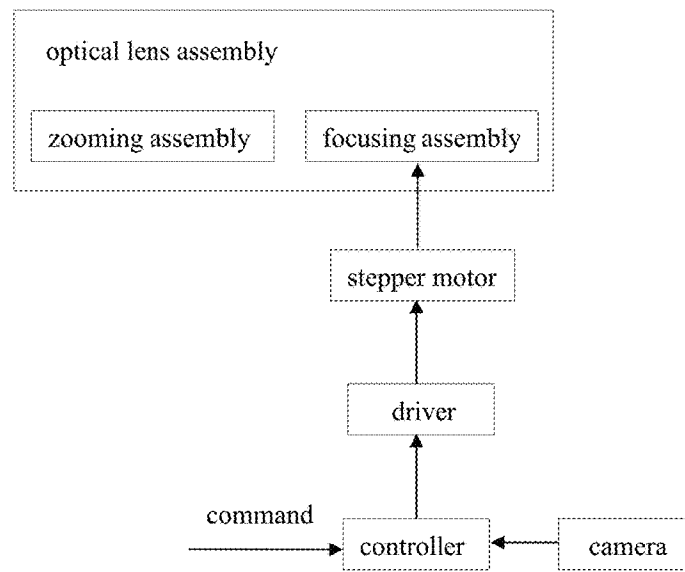 optical lens assembly
zooming assembly
focusing assembly
stepper motor
driver
command
controller
camera